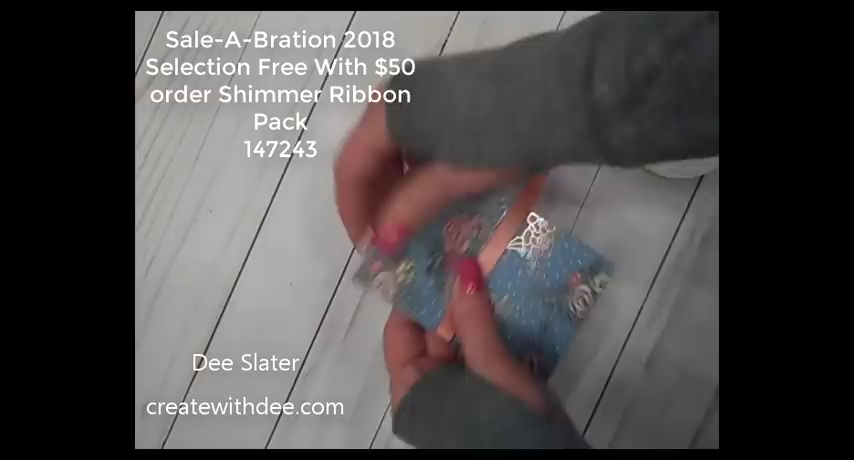 Sale-A-Bration 2018
Selection Free With $50
order Shimmer Ribbon
Pack
147243
Dee Slater
createwithdee.com